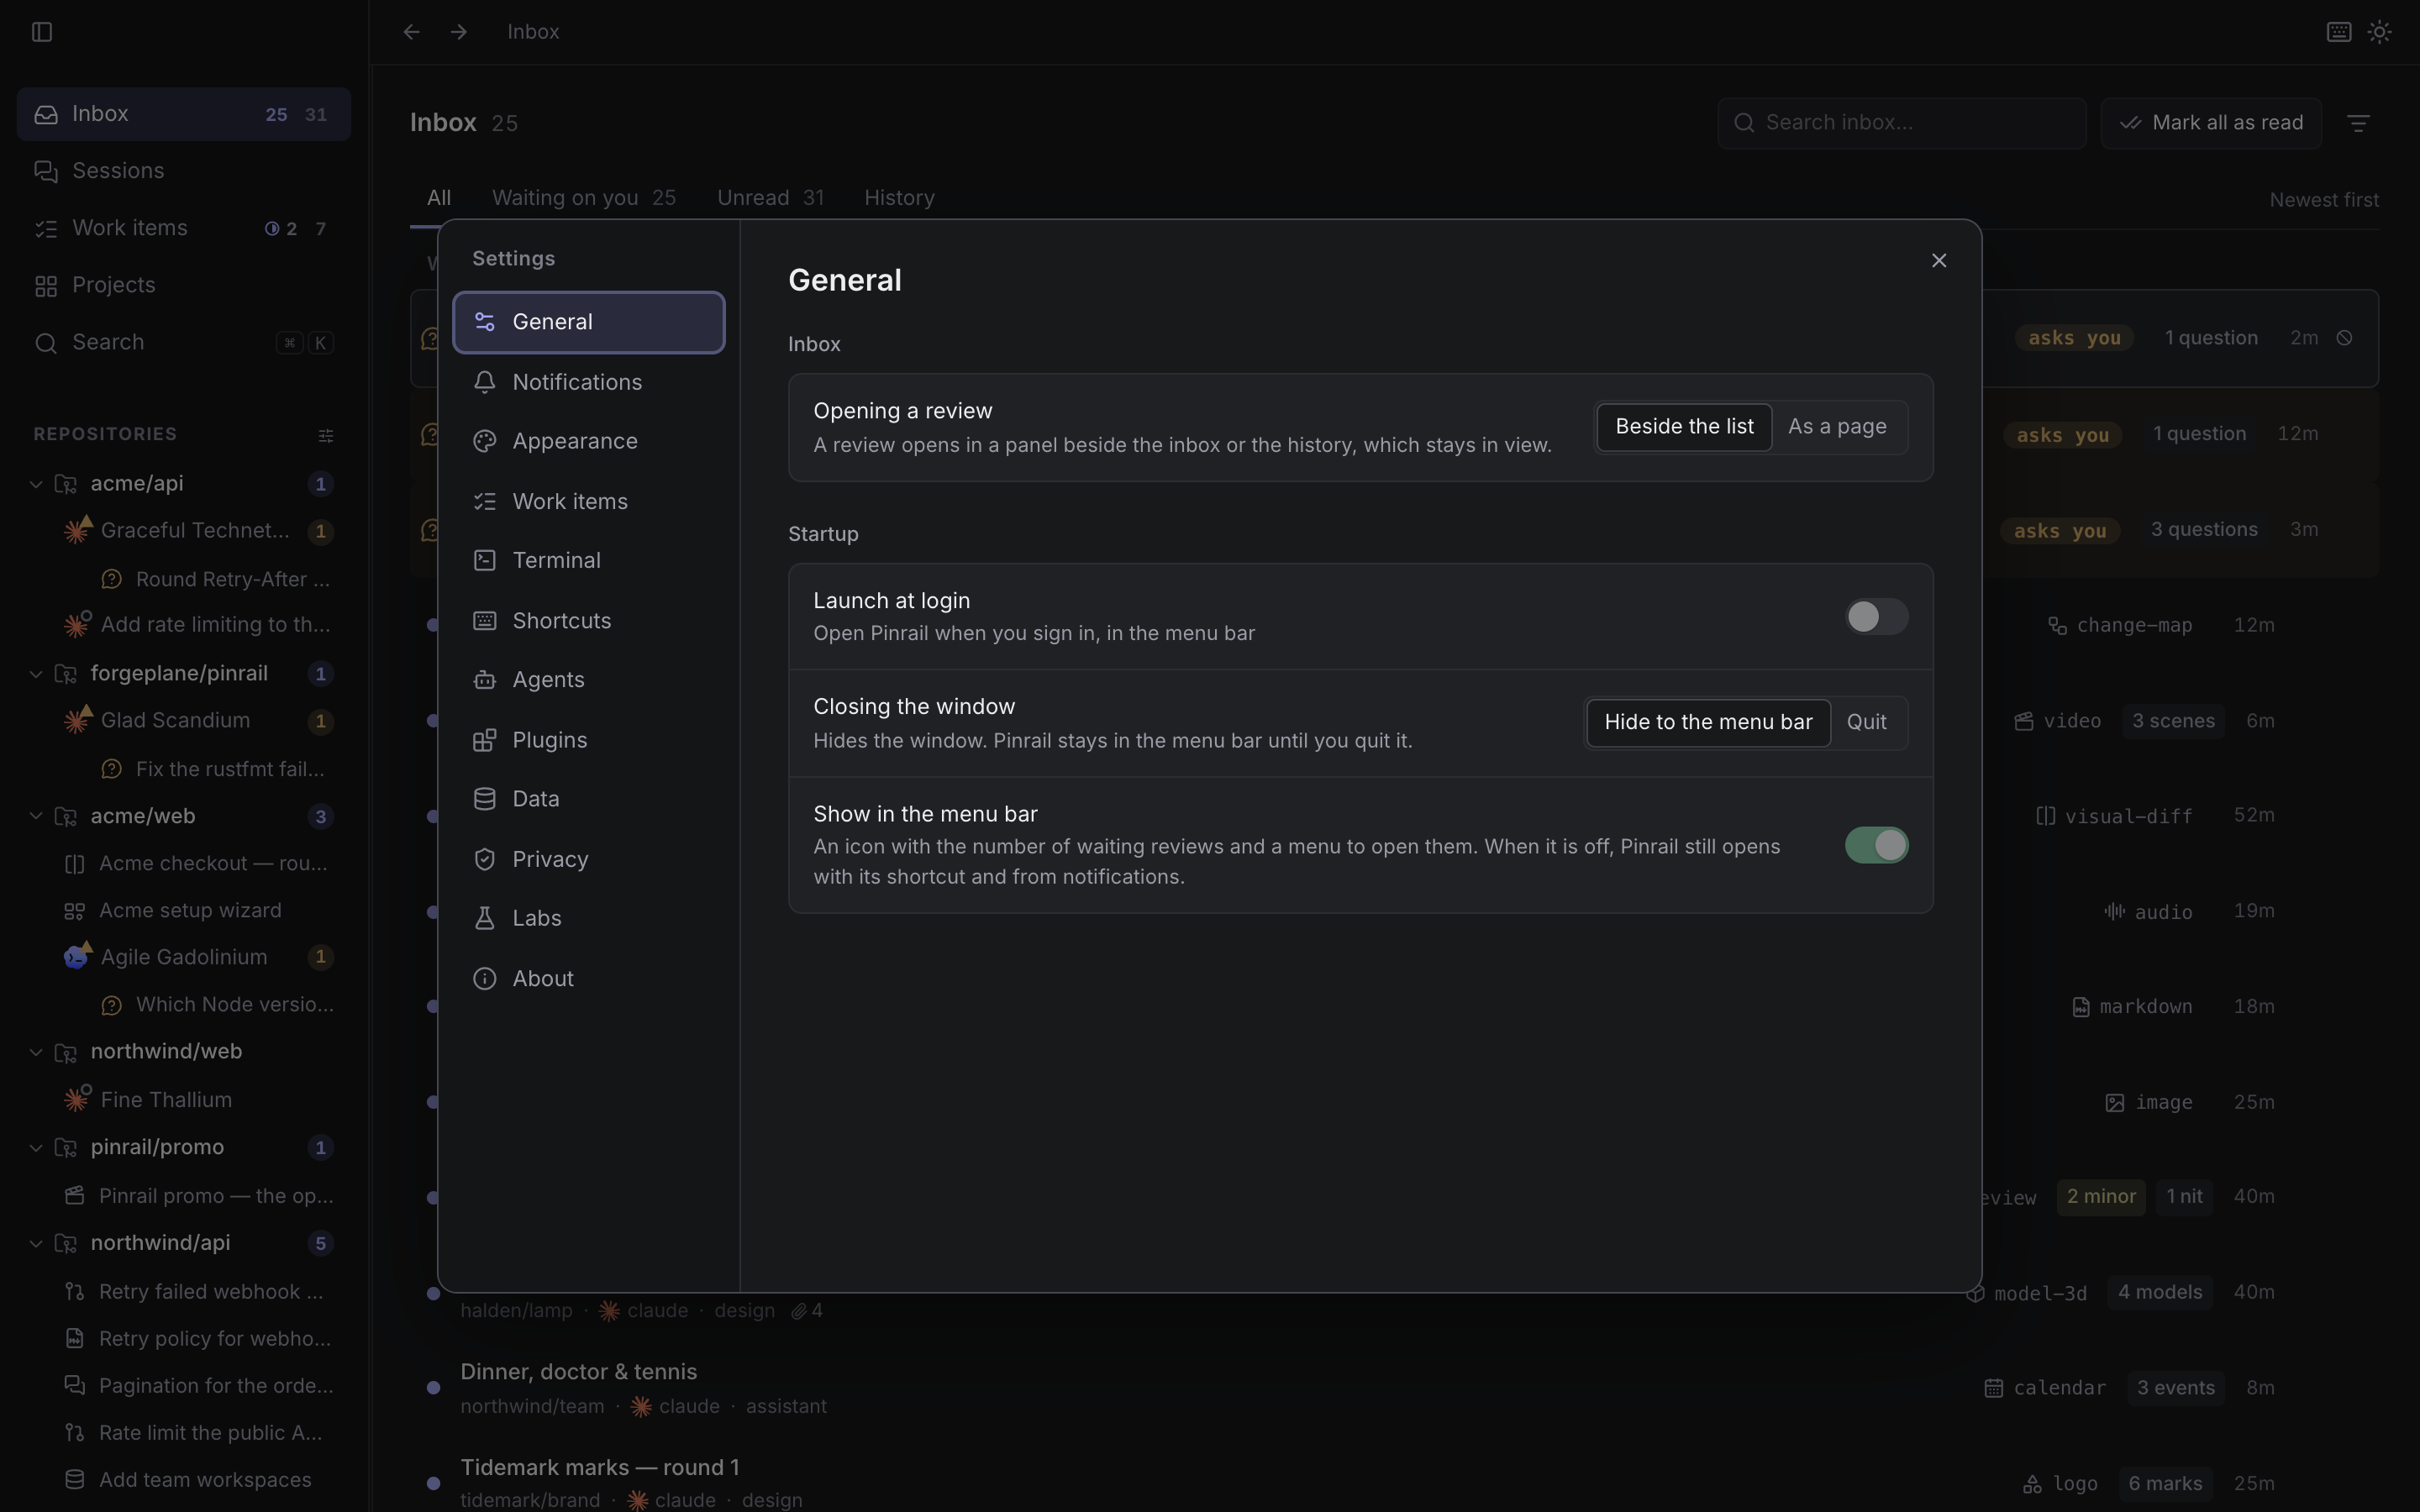 Inbox
Inbox 25 31
Sessions
Work items 2 7
Projects
Search ⌘ K
REPOSITORIES
acme/api 1
Graceful Technet... 1
Round Retry-After ...
Add rate limiting to th...
forgeplane/pinrail 1
Glad Scandium 1
Fix the rustfmt fail...
acme/web 3
Acme checkout — rou...
Acme setup wizard
Agile Gadolinium 1
Which Node versio...
northwind/web
Fine Thallium
pinrail/promo 1
Pinrail promo — the op...
northwind/api 5
Retry failed webhook ...
Retry policy for webho...
Pagination for the orde...
Rate limit the public A...
Add team workspaces
Inbox 25
Search inbox...
Mark all as read
All Waiting on you 25 Unread 31 History
Newest first
Settings
General
Notifications
Appearance
Work items
Terminal
Shortcuts
Agents
Plugins
Data
Privacy
Labs
About
General
Inbox
Opening a review
A review opens in a panel beside the inbox or the history, which stays in view.
Beside the list As a page
Startup
Launch at login
Open Pinrail when you sign in, in the menu bar
Closing the window
Hides the window. Pinrail stays in the menu bar until you quit it.
Hide to the menu bar Quit
Show in the menu bar
An icon with the number of waiting reviews and a menu to open them. When it is off, Pinrail still opens
with its shortcut and from notifications.
asks you 1 question 2m
asks you 1 question 12m
asks you 3 questions 3m
change-map 12m
video 3 scenes 6m
visual-diff 52m
audio 19m
markdown 18m
image 25m
eview 2 minor 1 nit 40m
model-3d 4 models 40m
halden/lamp · claude · design 4
Dinner, doctor & tennis
northwind/team · claude · assistant
calendar 3 events 8m
Tidemark marks — round 1
tidemark/brand · claude · design
logo 6 marks 25m